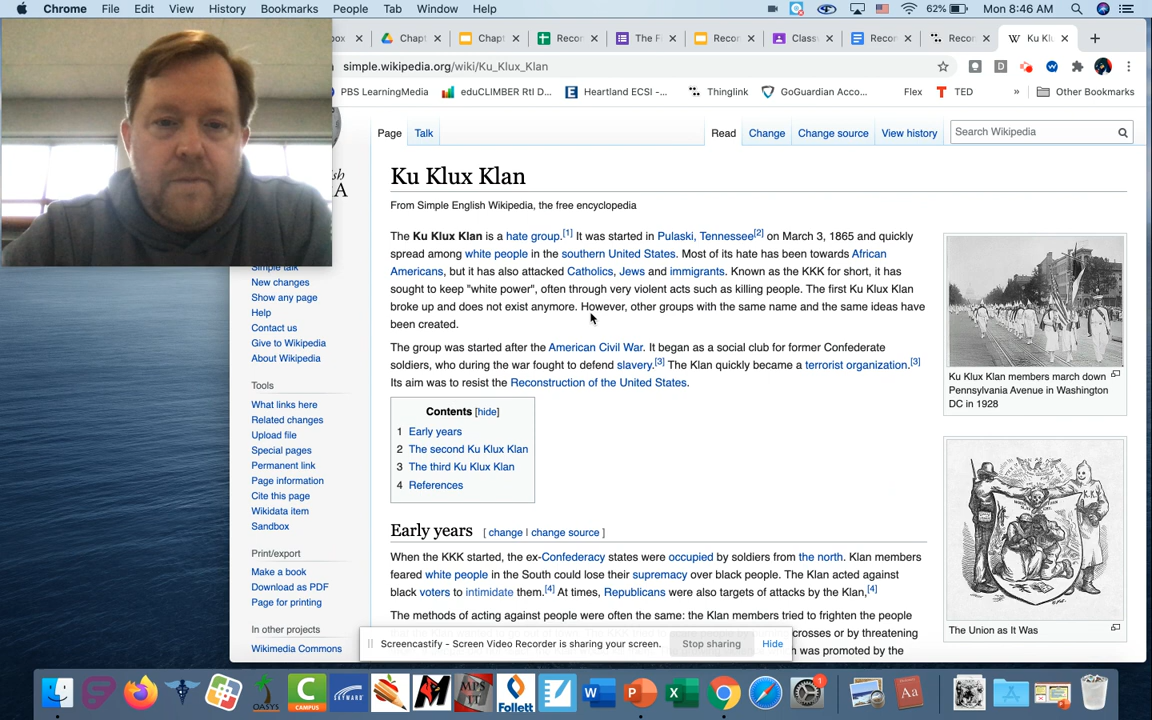 Chrome File Edit View History Bookmarks People Tab Window Help 62% Mon 8:46 AM
box Chapt Chapt Recor The F Recor Class Recor Recor Ku Kl
simple.wikipedia.org/wiki/Ku_Klux_Klan
PBS LearningMedia eduCLIMBER RtI D... Heartland ECSI -... Thinglink GoGuardian Acco... Flex TED » Other Bookmarks
Page Talk Read Change Change source View history Search Wikipedia
Ku Klux Klan
From Simple English Wikipedia, the free encyclopedia
The Ku Klux Klan is a hate group.[1] It was started in Pulaski, Tennessee[2] on March 3, 1865 and quickly
spread among white people in the southern United States. Most of its hate has been towards African
Americans, but it has also attacked Catholics, Jews and immigrants. Known as the KKK for short, it has
sought to keep "white power", often through very violent acts such as killing people. The first Ku Klux Klan
broke up and does not exist anymore. However, other groups with the same name and the same ideas have
been created.
The group was started after the American Civil War. It began as a social club for former Confederate
soldiers, who during the war fought to defend slavery.[3] The Klan quickly became a terrorist organization.[3]
Its aim was to resist the Reconstruction of the United States.
Contents [hide]
1 Early years
2 The second Ku Klux Klan
3 The third Ku Klux Klan
4 References
Early years [ change | change source ]
When the KKK started, the ex-Confederacy states were occupied by soldiers from the north. Klan members
feared white people in the South could lose their supremacy over black people. The Klan acted against
black voters to intimidate them.[4] At times, Republicans were also targets of attacks by the Klan,[4]
The methods of acting against people were often the same: the Klan members tried to frighten the people
crosses or by threatening
was promoted by the
Ku Klux Klan members march down
Pennsylvania Avenue in Washington
DC in 1928
The Union as It Was
Simple talk
New changes
Show any page
Help
Contact us
Give to Wikipedia
About Wikipedia
Tools
What links here
Related changes
Upload file
Special pages
Permanent link
Page information
Cite this page
Wikidata item
Sandbox
Print/export
Make a book
Download as PDF
Page for printing
In other projects
Wikimedia Commons
Screencastify - Screen Video Recorder is sharing your screen. Stop sharing Hide
OASYS CAMPUS SKYWARD MPS Follett W P X Aa